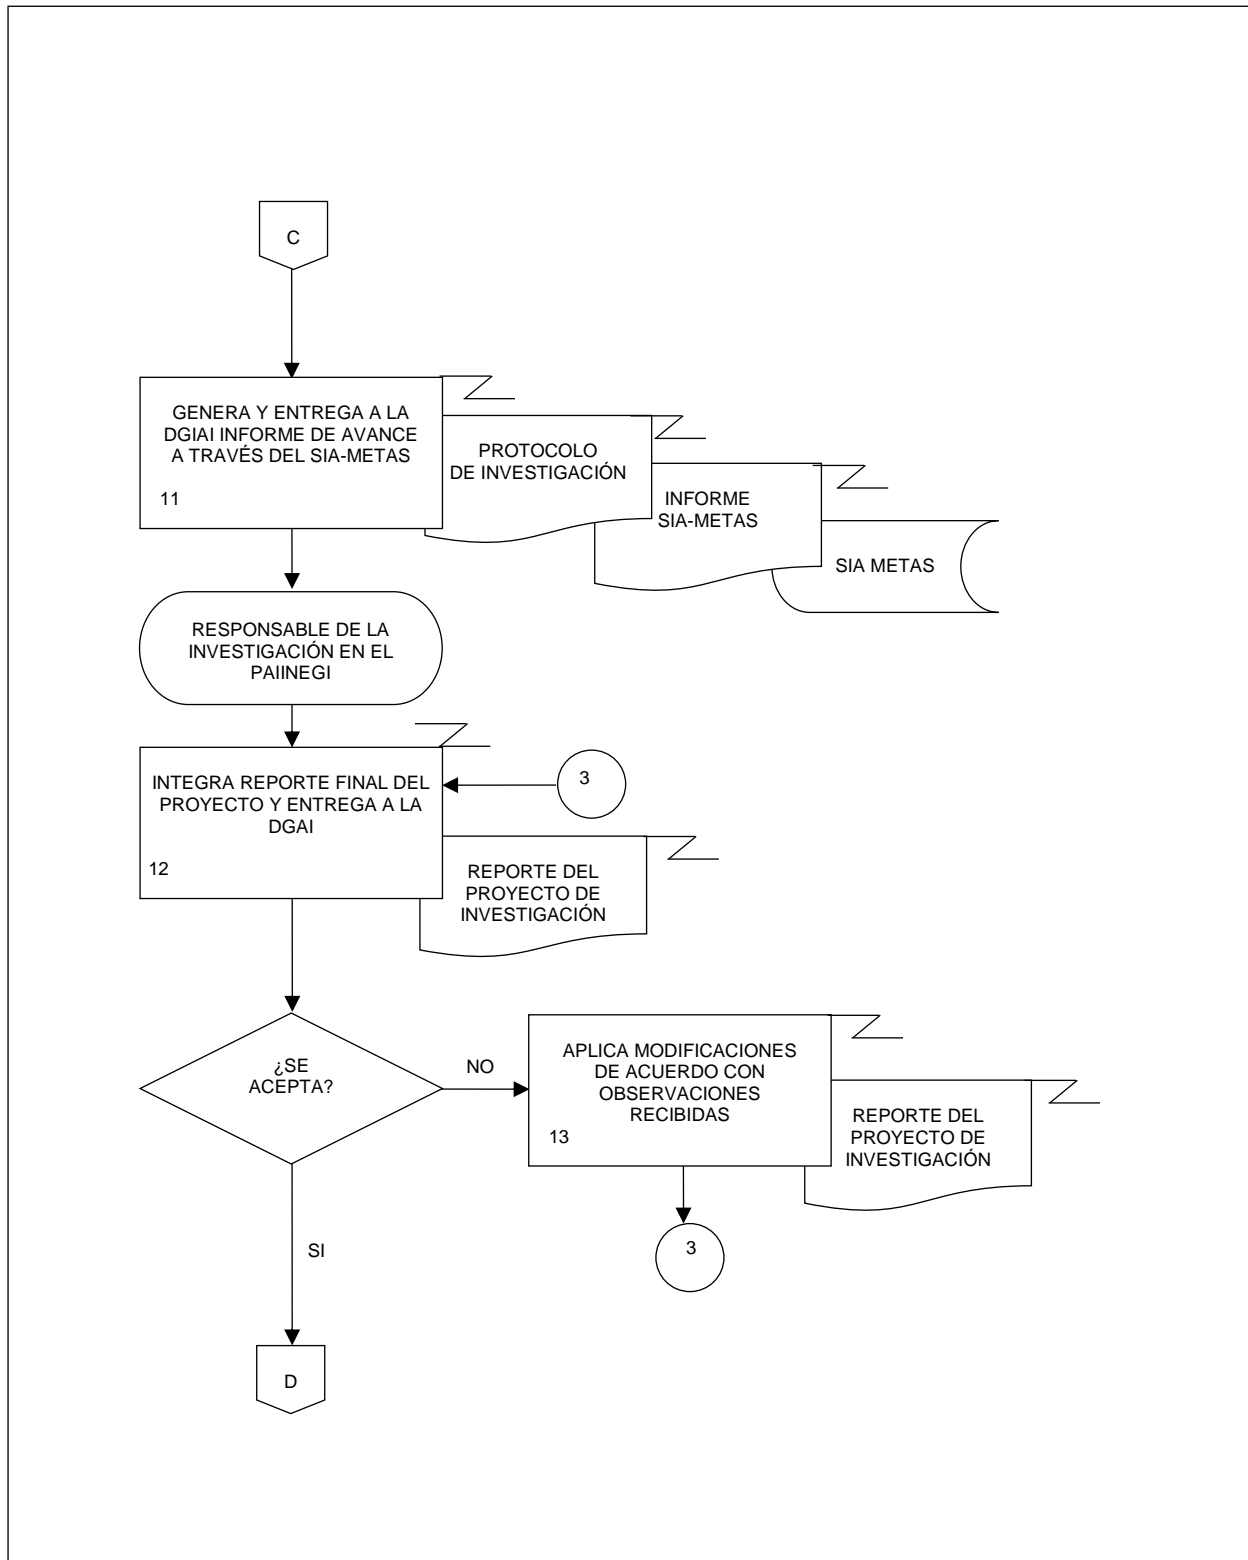 C
GENERA Y ENTREGA A LA
DGIAI INFORME DE AVANCE
A TRAVÉS DEL SIA-METAS
11
PROTOCOLO
DE INVESTIGACIÓN
INFORME
SIA-METAS
SIA METAS
RESPONSABLE DE LA
INVESTIGACIÓN EN EL
PAIINEGI
INTEGRA REPORTE FINAL DEL
PROYECTO Y ENTREGA A LA
DGAI
12
3
REPORTE DEL
PROYECTO DE
INVESTIGACIÓN
¿SE
ACEPTA?
NO
APLICA MODIFICACIONES
DE ACUERDO CON
OBSERVACIONES
RECIBIDAS
13
REPORTE DEL
PROYECTO DE
INVESTIGACIÓN
3
SI
D